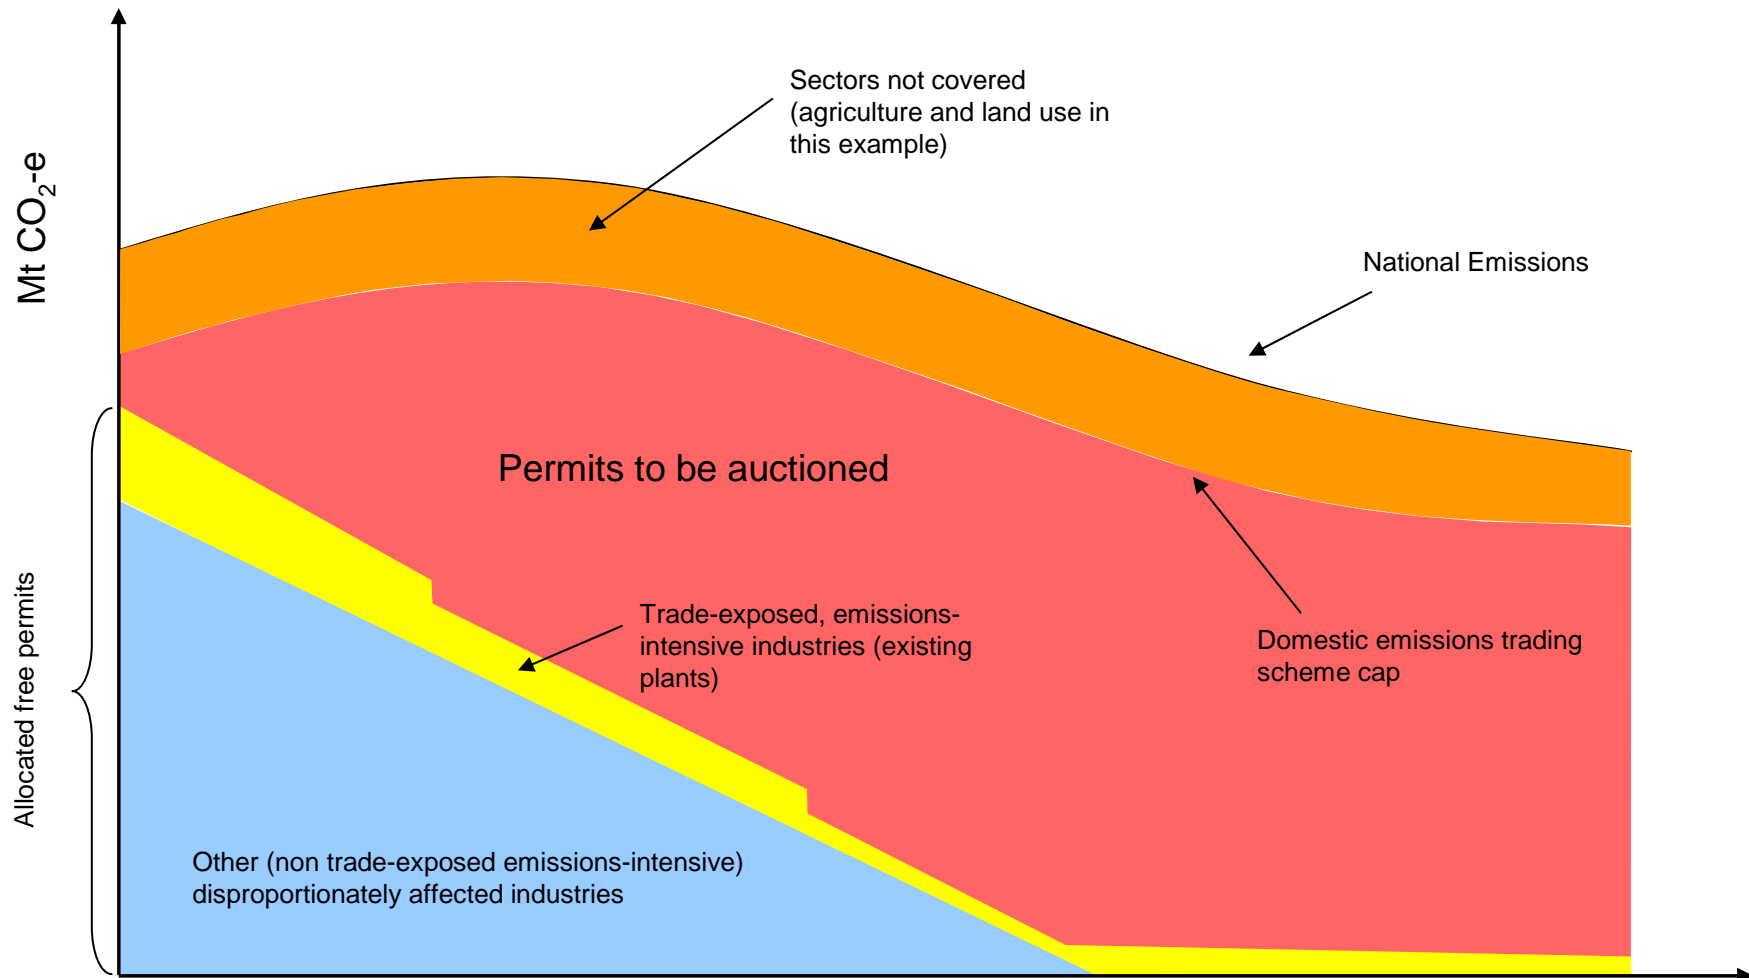 Sectors not covered
(agriculture and land use in
this example)
Mt CO₂-e
National Emissions
Permits to be auctioned
Allocated free permits
Trade-exposed, emissions-
intensive industries (existing
plants)
Domestic emissions trading
scheme cap
Other (non trade-exposed emissions-intensive)
disproportionately affected industries